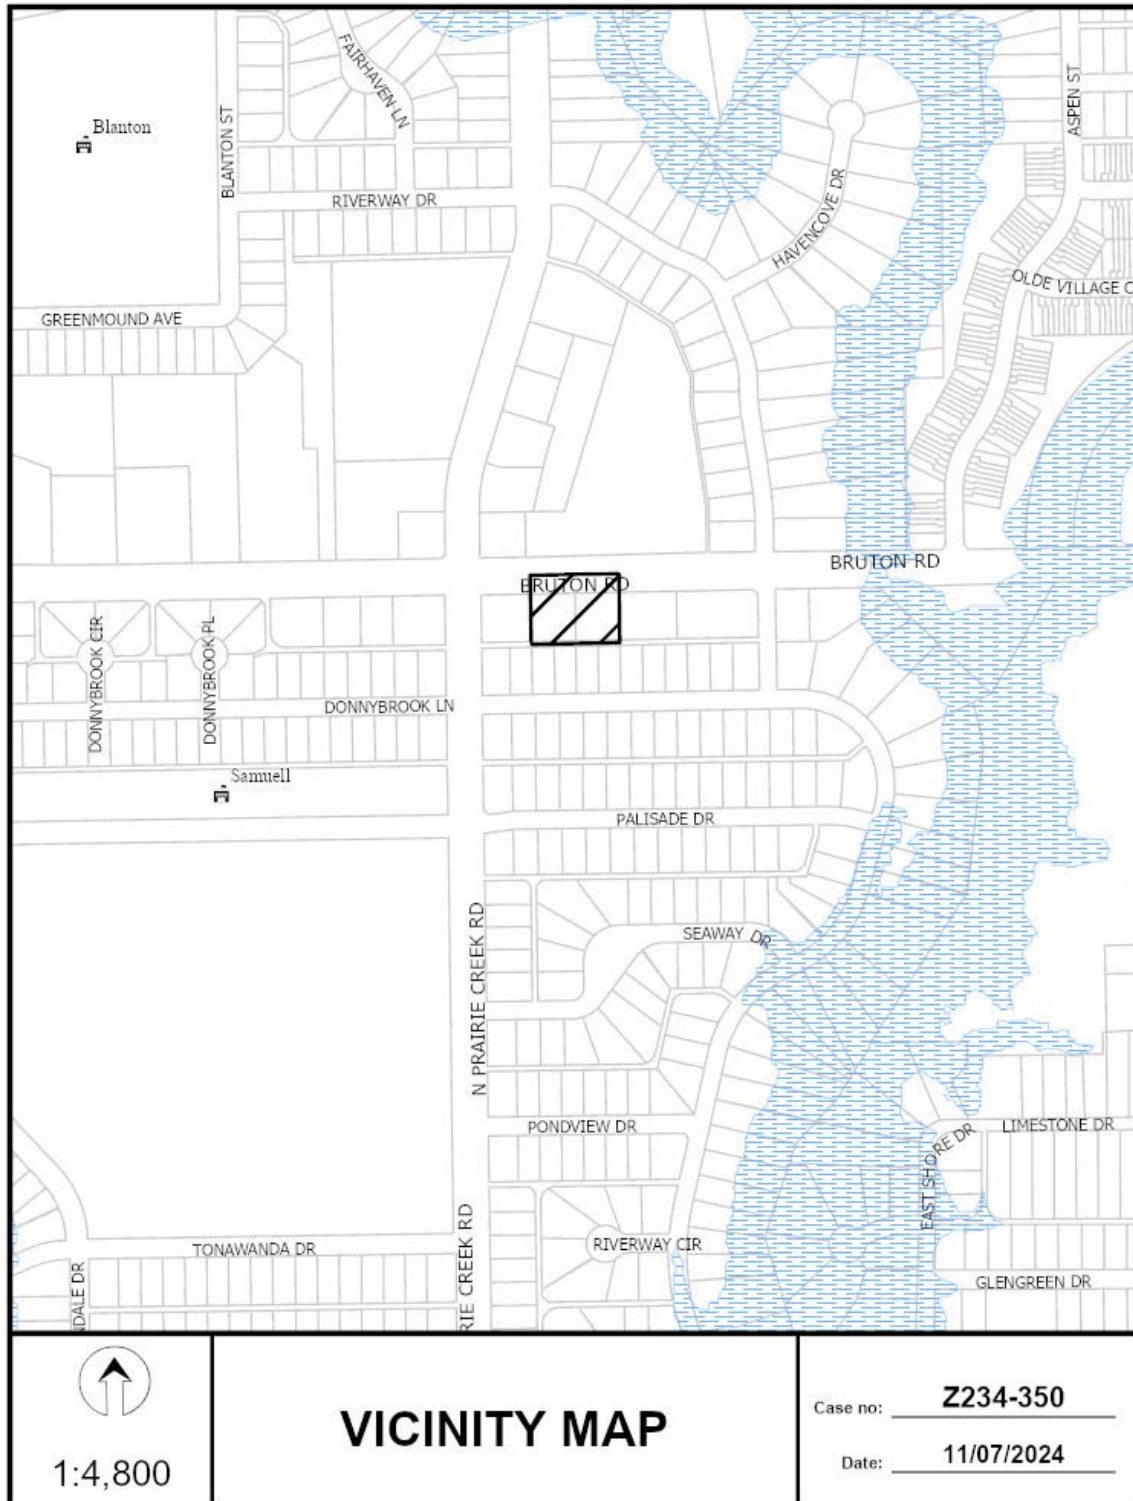 FAIRHAVEN LN
ASPEN ST
Blanton
BLANTON ST
RIVERWAY DR
HAVENCOVE DR
OLDE VILLAGE C
GREENMOUND AVE
BRUTON RD
BRUTON RD
DONNYBROOK CIR
DONNYBROOK PL
DONNYBROOK LN
Samuell
PALISADE DR
N PRAIRIE CREEK RD
SEAWAY DR
PONDVIEW DR
LIMESTONE DR
EAST SHORE DR
RIE CREEK RD
RIVERWAY CIR
TONAWANDA DR
NDALE DR
GLENGREEN DR
1:4,800
VICINITY MAP
Case no: Z234-350
Date: 11/07/2024